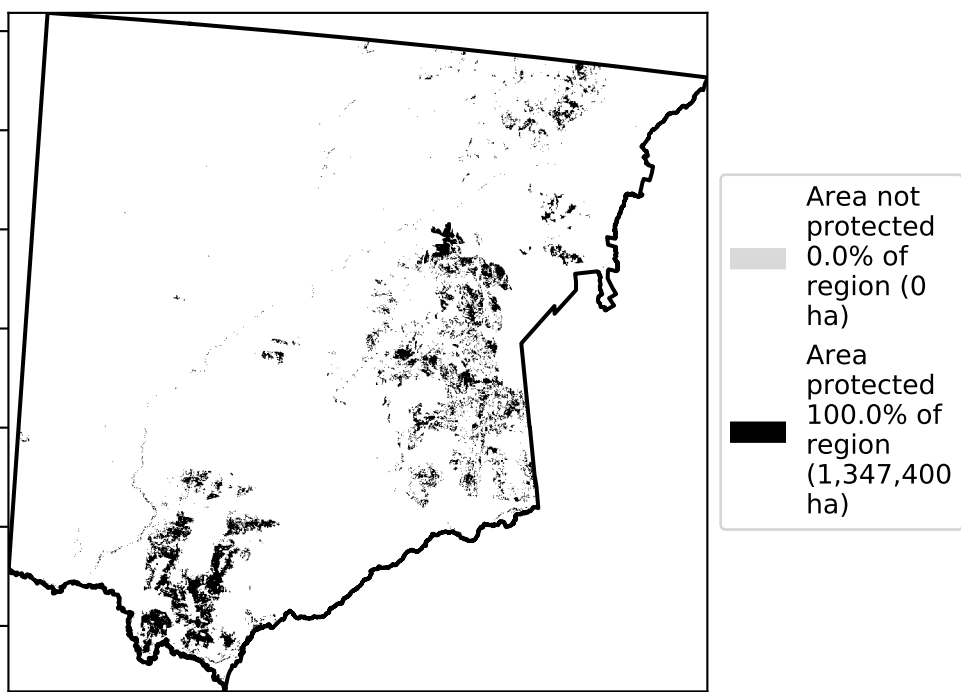 Area not
protected
0.0% of
region (0
ha)
Area
protected
100.0% of
region
(1,347,400
ha)